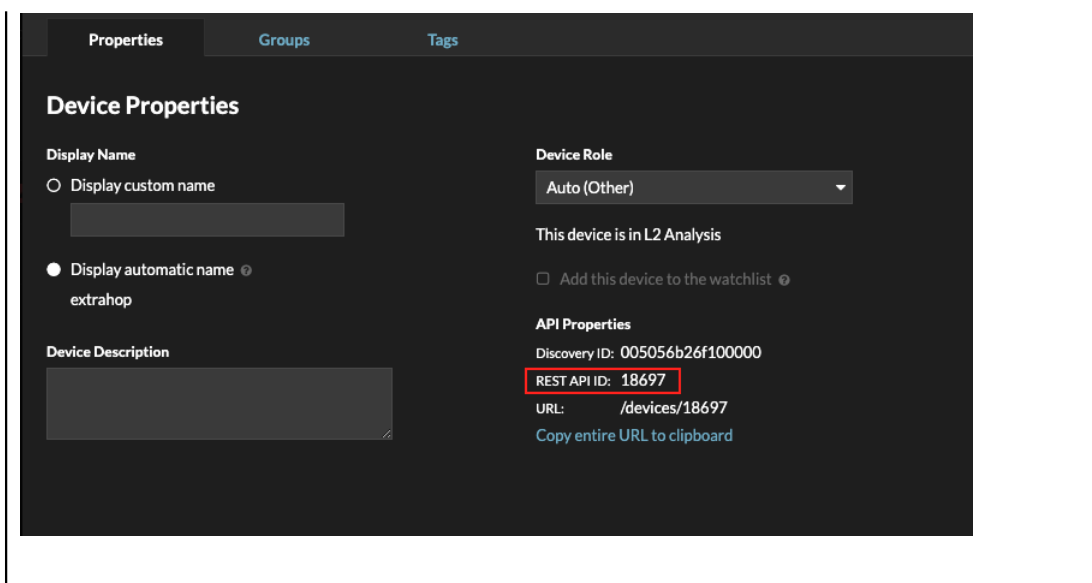 Properties
Groups
Tags
Device Properties
Display Name
Display custom name
Display automatic name
extrahop
Device Description
Device Role
Auto (Other)
This device is in L2 Analysis
Add this device to the watchlist
API Properties
Discovery ID: 005056b26f100000
REST API ID: 18697
URL: /devices/18697
Copy entire URL to clipboard